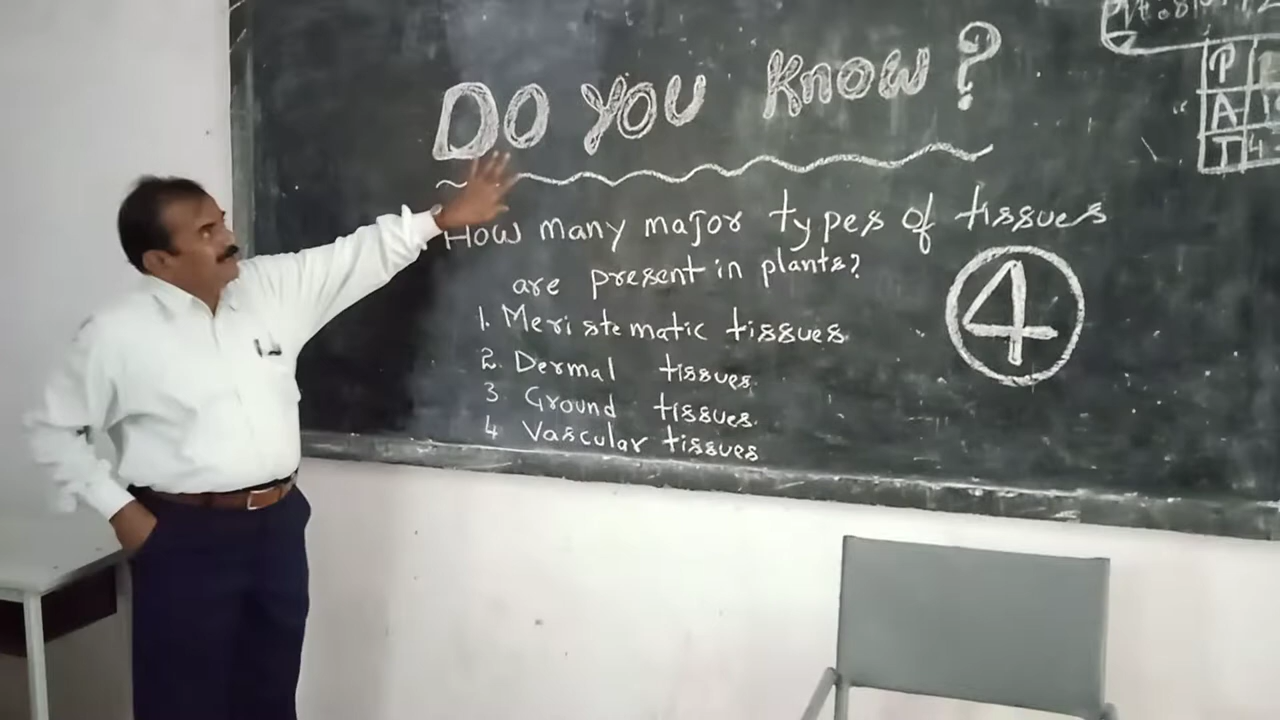 Do You Know?
How many major types of tissues
are present in plants?
4
1. Meristematic tissues
2. Dermal tissues.
3 Ground tissues.
4 Vascular tissues
P
A
T